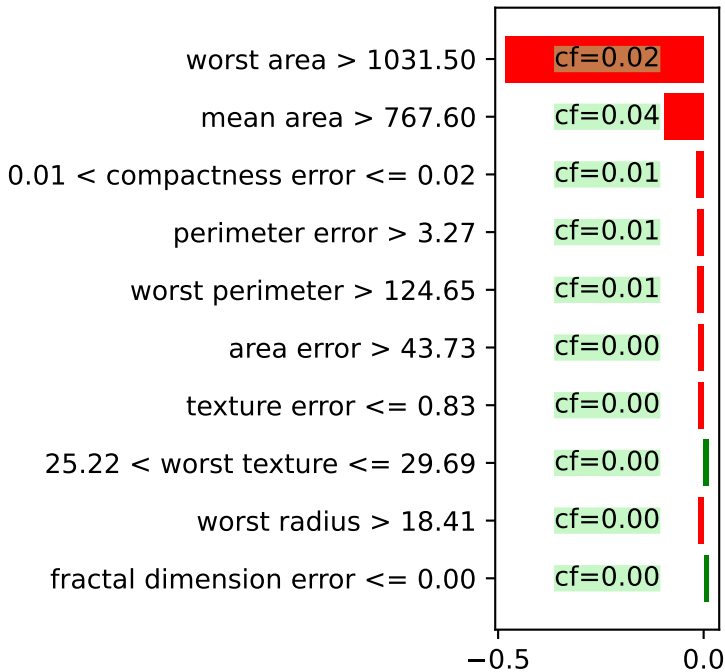 worst area > 1031.50 cf=0.02
mean area > 767.60 cf=0.04
0.01 < compactness error <= 0.02 cf=0.01
perimeter error > 3.27 cf=0.01
worst perimeter > 124.65 cf=0.01
area error > 43.73 cf=0.00
texture error <= 0.83 cf=0.00
25.22 < worst texture <= 29.69 cf=0.00
worst radius > 18.41 cf=0.00
fractal dimension error <= 0.00 cf=0.00
−0.5 0.0